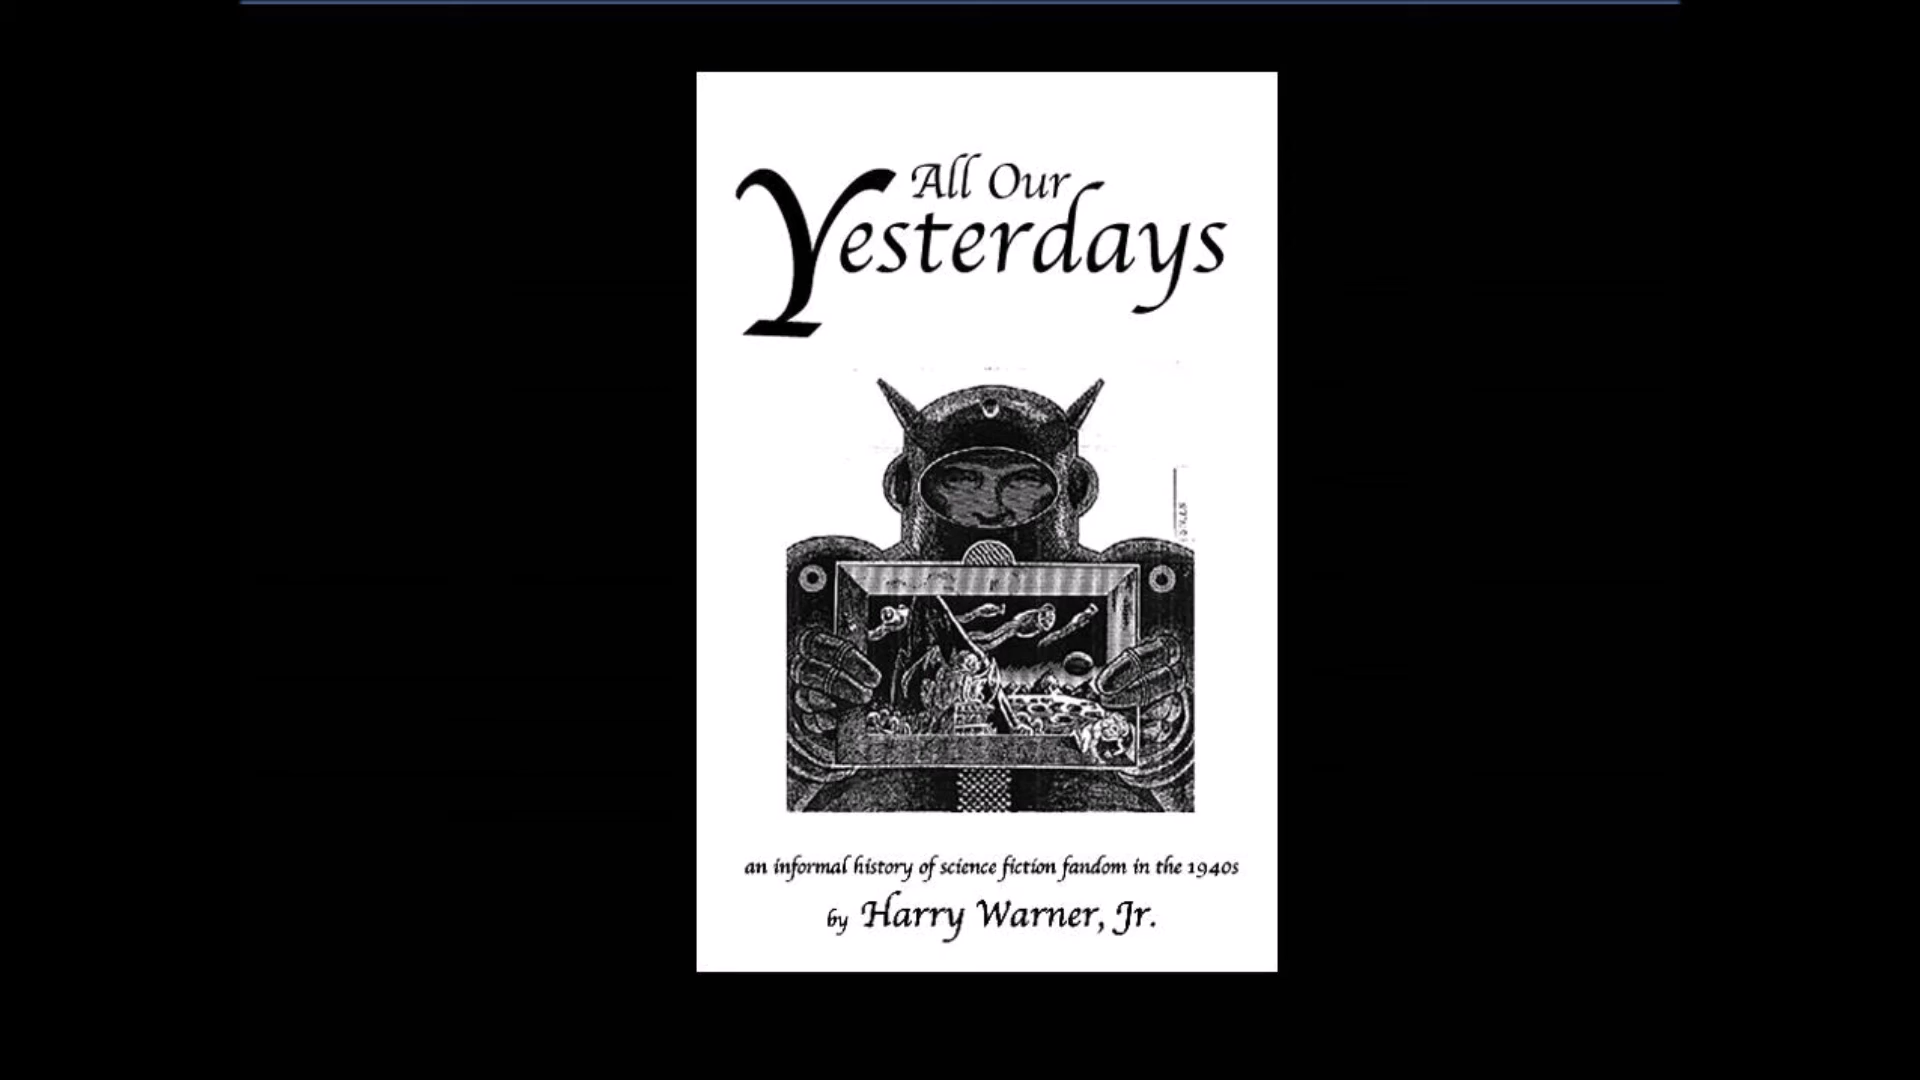 All Our
Yesterdays
an informal history of science fiction fandom in the 1940s
by Harry Warner, Jr.